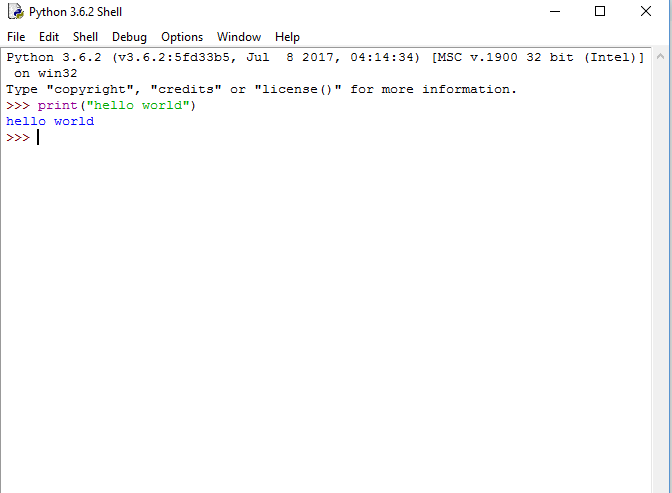 Python 3.6.2 Shell
File Edit Shell Debug Options Window Help
Python 3.6.2 (v3.6.2:5fd33b5, Jul  8 2017, 04:14:34) [MSC v.1900 32 bit (Intel)]
 on win32
Type "copyright", "credits" or "license()" for more information.
>>> print("hello world")
hello world
>>>